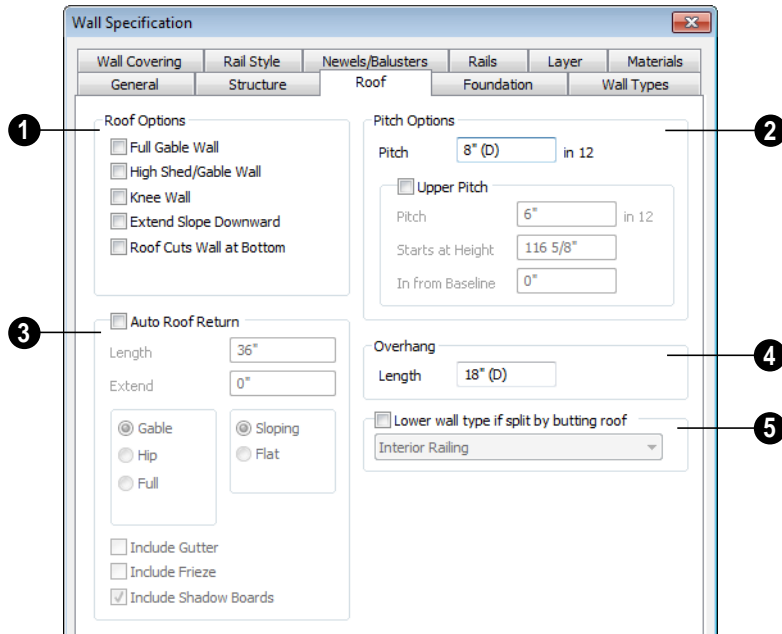 Wall Specification
Wall Covering
Rail Style
Newels/Balusters
Rails
Layer
Materials
General
Structure
Roof
Foundation
Wall Types
1
Roof Options
Full Gable Wall
High Shed/Gable Wall
Knee Wall
Extend Slope Downward
Roof Cuts Wall at Bottom
2
Pitch Options
Pitch 8" (D) in 12
Upper Pitch
Pitch 6" in 12
Starts at Height 116 5/8"
In from Baseline 0"
3
Auto Roof Return
Length 36"
Extend 0"
Gable
Hip
Full
Sloping
Flat
Include Gutter
Include Frieze
Include Shadow Boards
4
Overhang
Length 18" (D)
5
Lower wall type if split by butting roof
Interior Railing